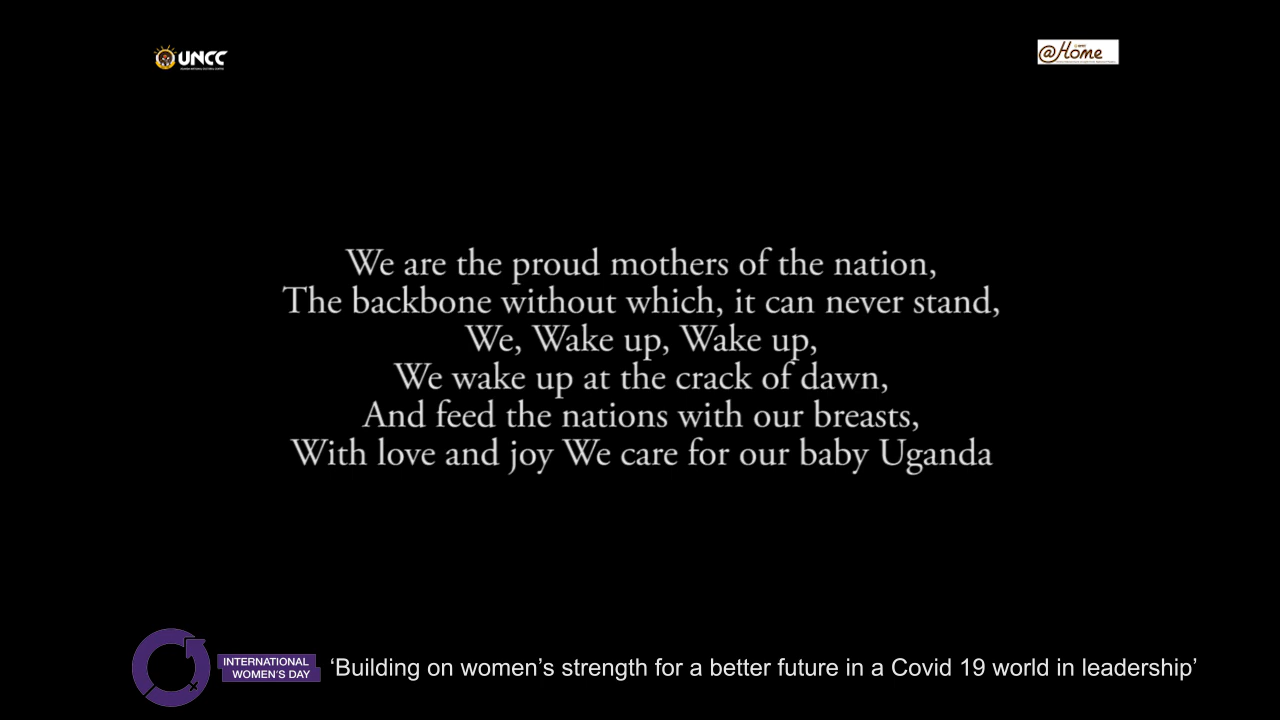 UNCC
@Home
We are the proud mothers of the nation,
The backbone without which, it can never stand,
We, Wake up, Wake up,
We wake up at the crack of dawn,
And feed the nations with our breasts,
With love and joy We care for our baby Uganda
INTERNATIONAL
WOMEN'S DAY
‘Building on women’s strength for a better future in a Covid 19 world in leadership’